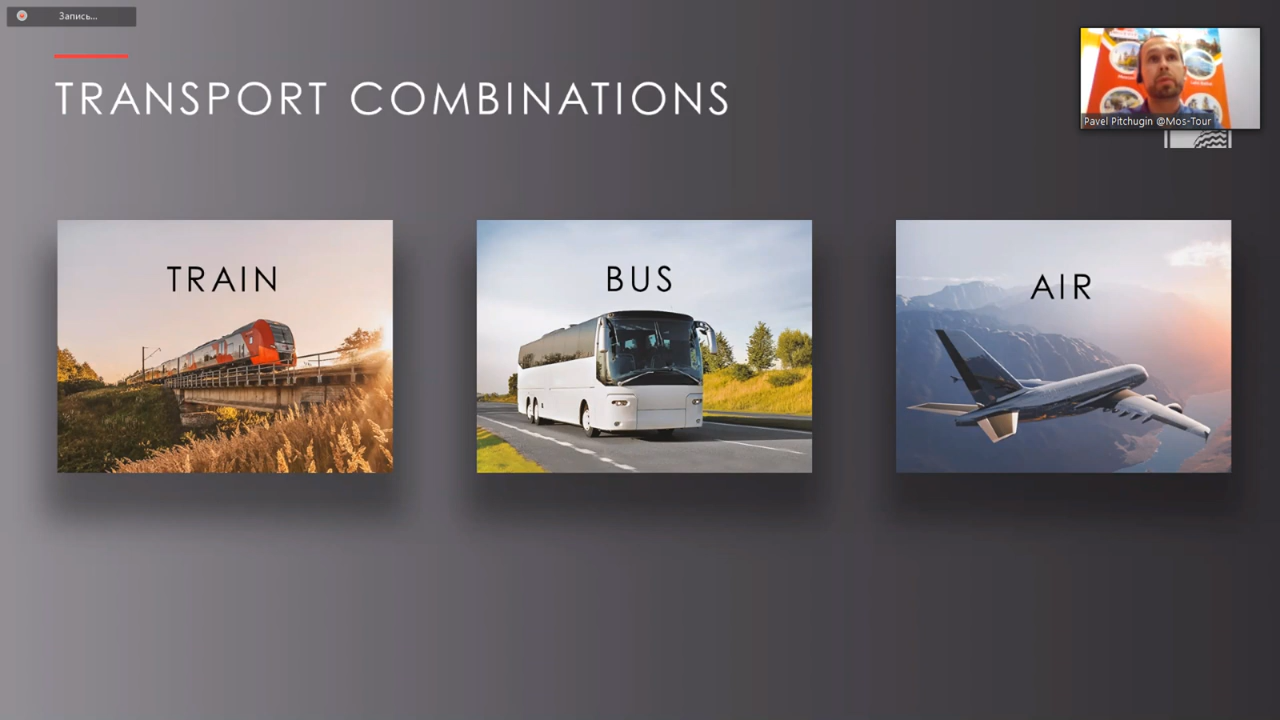 Запись...
TRANSPORT COMBINATIONS
Pavel Pitchugin @Mos-Tour
TRAIN
BUS
AIR